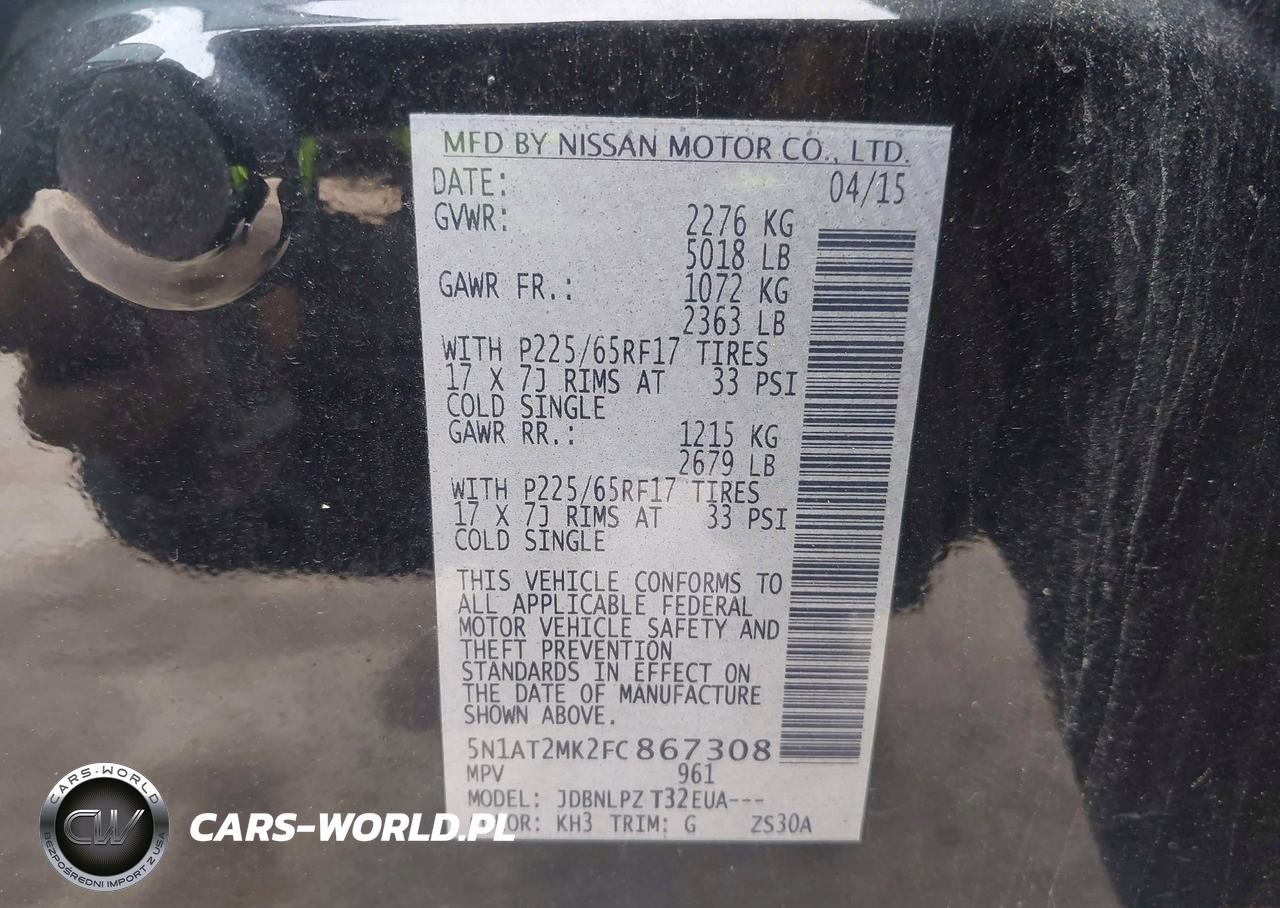 MFD BY NISSAN MOTOR CO., LTD.
DATE: 04/15
GVWR: 2276 KG
5018 LB
GAWR FR.: 1072 KG
2363 LB
WITH P225/65RF17 TIRES
17 X 7J RIMS AT 33 PSI
COLD SINGLE
GAWR RR.: 1215 KG
2679 LB
WITH P225/65RF17 TIRES
17 X 7J RIMS AT 33 PSI
COLD SINGLE
THIS VEHICLE CONFORMS TO
ALL APPLICABLE FEDERAL
MOTOR VEHICLE SAFETY AND
THEFT PREVENTION
STANDARDS IN EFFECT ON
THE DATE OF MANUFACTURE
SHOWN ABOVE.
5N1AT2MK2FC867308
MPV 961
MODEL: JDBNLPZ T32EUA---
OR: KH3 TRIM: G ZS30A
CARS-WORLD
CW
BEZPOŚREDNI IMPORT Z USA
CARS-WORLD.PL